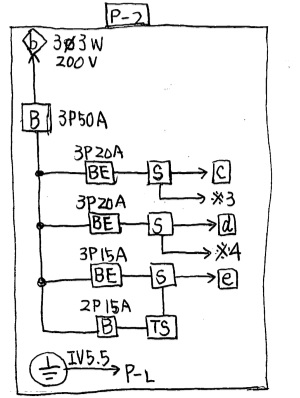 P-2
b 3φ3W
200V
B 3P50A
3P20A
BE S C
※3
3P20A
BE S d
※4
3P15A
BE S e
2P15A
B TS
IV5.5
P-L